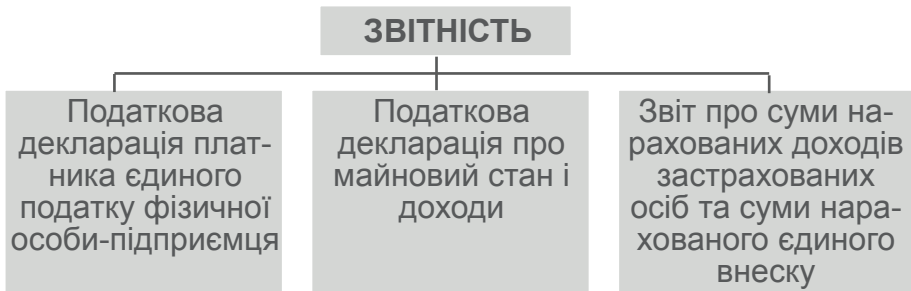 ЗВІТНІСТЬ
Податкова
декларація плат-
ника єдиного
податку фізичної
особи-підприємця
Податкова
декларація про
майновий стан і
доходи
Звіт про суми на-
рахованих доходів
застрахованих
осіб та суми нара-
хованого єдиного
внеску